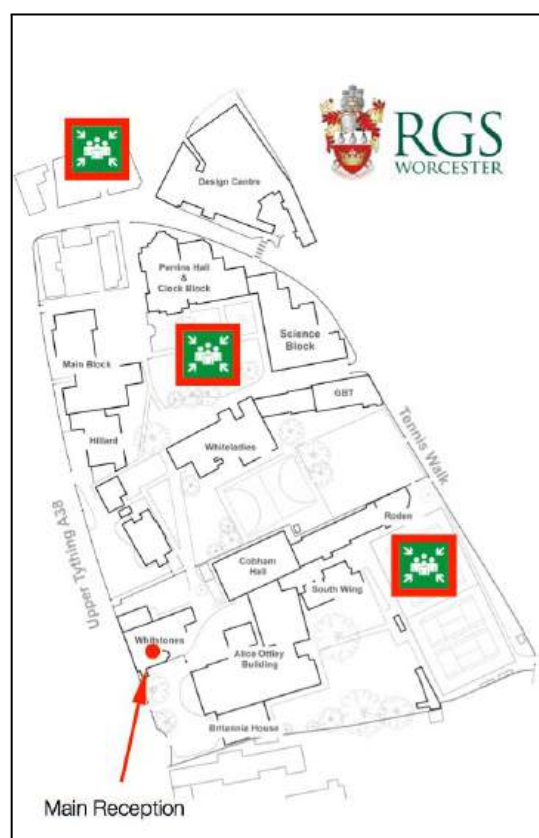 RGS
WORCESTER
Design Centre
Perrins Hall
&
Clock Block
Science
Block
Main Block
GBT
Hillard
Whiteladies
Tennis Walk
Upper Tything A38
Roden
Cobham
Hall
South Wing
Whitstones
Alice Ottley
Building
Britannia House
Main Reception